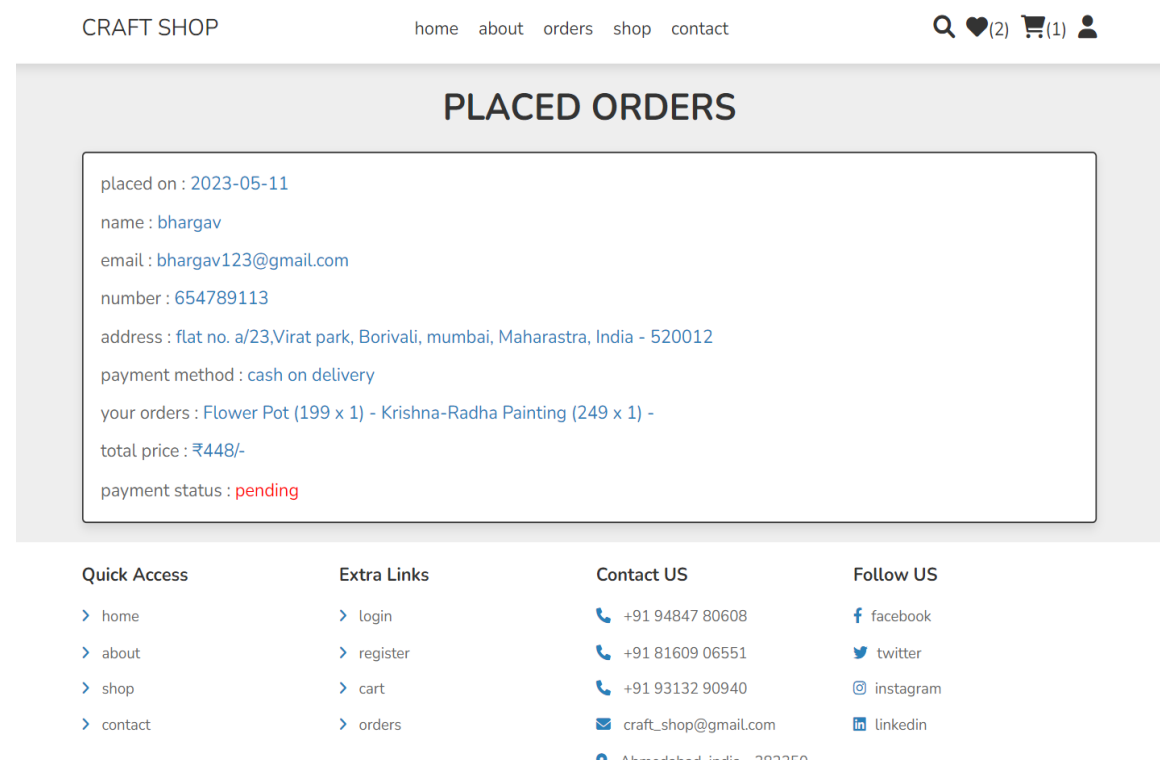 CRAFT SHOP home about orders shop contact (2) (1)
PLACED ORDERS
placed on : 2023-05-11
name : bhargav
email : bhargav123@gmail.com
number : 654789113
address : flat no. a/23,Virat park, Borivali, mumbai, Maharastra, India - 520012
payment method : cash on delivery
your orders : Flower Pot (199 x 1) - Krishna-Radha Painting (249 x 1) -
total price : ₹448/-
payment status : pending
Quick Access
home
about
shop
contact
Extra Links
login
register
cart
orders
Contact US
+91 94847 80608
+91 81609 06551
+91 93132 90940
craft_shop@gmail.com
Ahmedabad, india -
Follow US
facebook
twitter
instagram
linkedin